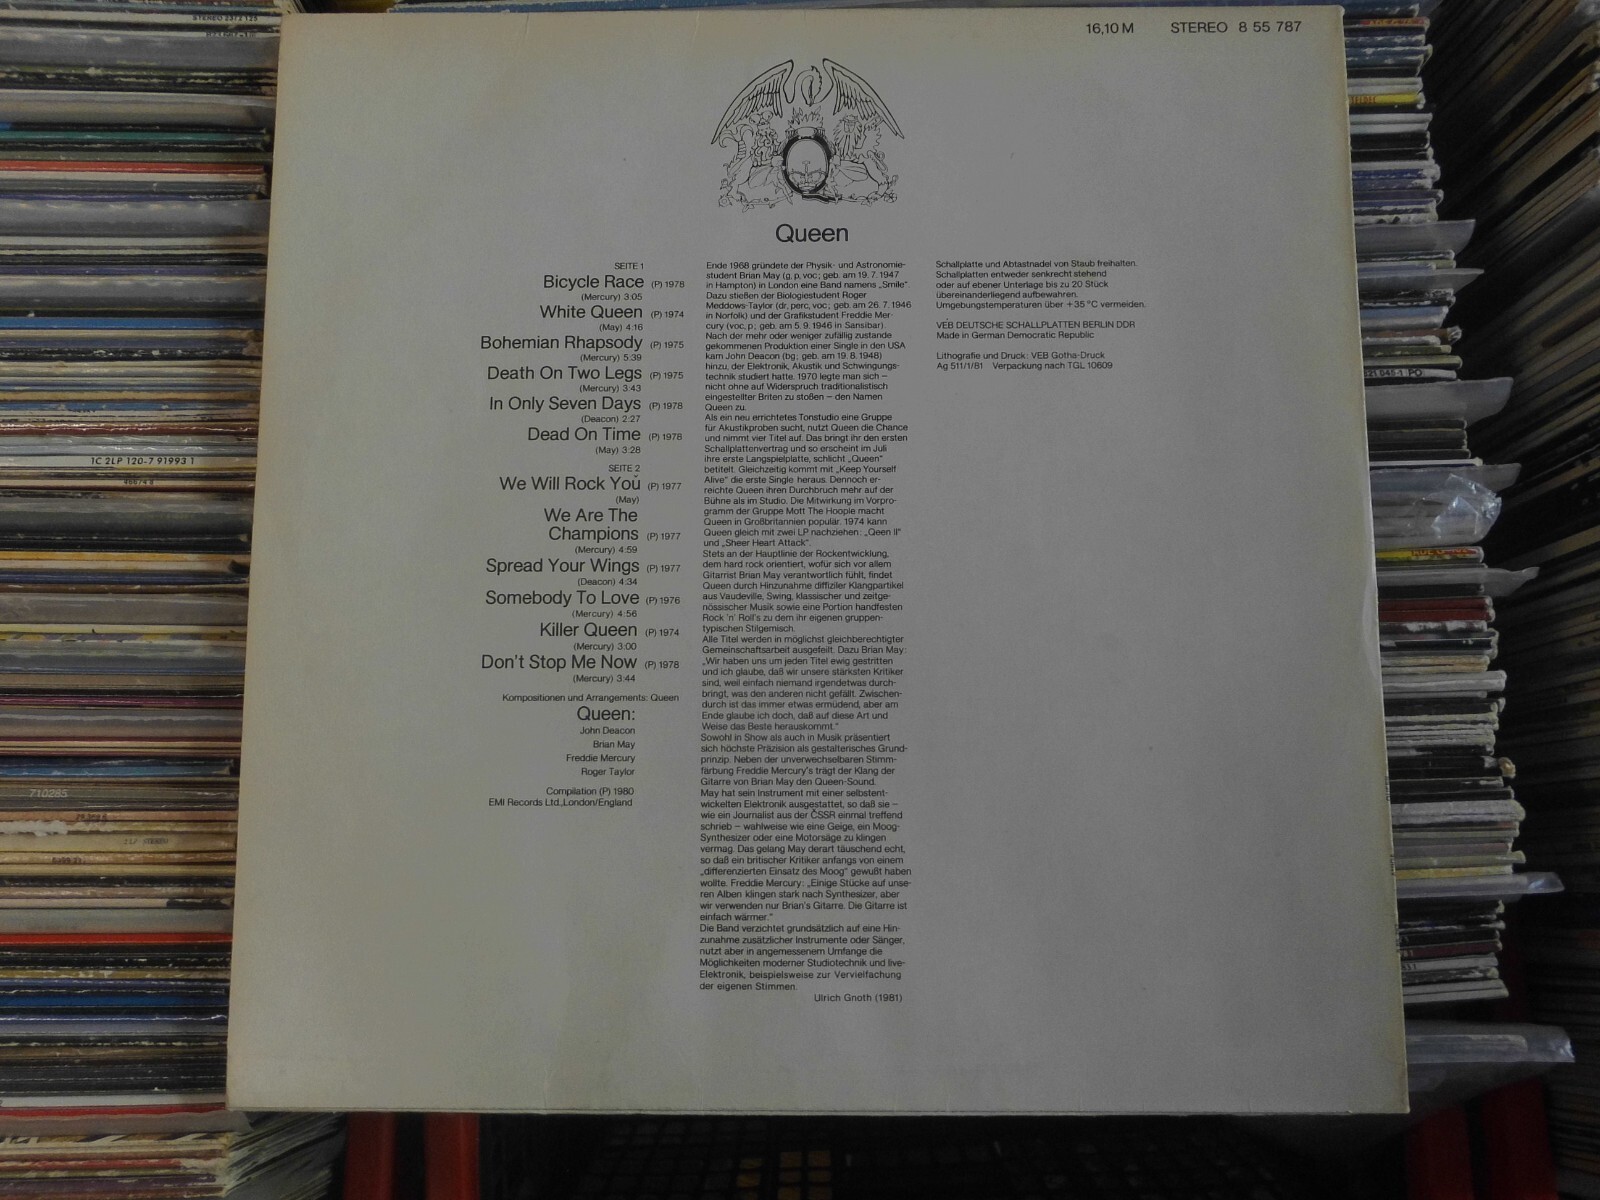 STEREO 23/2 125
16,10 M STEREO 8 55 787
Queen
SEITE 1
Bicycle Race (P) 1978
(Mercury) 3:05
White Queen (P) 1974
(May) 4:16
Bohemian Rhapsody (P) 1975
(Mercury) 5:39
Death On Two Legs (P) 1975
(Mercury) 3:43
In Only Seven Days (P) 1978
(Deacon) 2:27
Dead On Time (P) 1978
(May) 3:28
SEITE 2
We Will Rock You (P) 1977
(May)
We Are The
Champions (P) 1977
(Mercury) 4:59
Spread Your Wings (P) 1977
(Deacon) 4:34
Somebody To Love (P) 1976
(Mercury) 4:56
Killer Queen (P) 1974
(Mercury) 3:00
Don't Stop Me Now (P) 1978
(Mercury) 3:44
Kompositionen und Arrangements: Queen
Queen:
John Deacon
Brian May
Freddie Mercury
Roger Taylor
Compilation (P) 1980
EMI Records Ltd.,London/England
Ende 1968 gründete der Physik- und Astronomie-
student Brian May (g, p, voc; geb. am 19. 7. 1947
in Hampton) in London eine Band namens „Smile“.
Dazu stießen der Biologiestudent Roger
Meddows-Taylor (dr, perc, voc; geb. am 26. 7. 1946
in Norfolk) und der Grafikstudent Freddie Mer-
cury (voc, p; geb. am 5. 9. 1946 in Sansibar).
Nach der mehr oder weniger zufällig zustande
gekommenen Produktion einer Single in den USA
kam John Deacon (bg; geb. am 19. 8. 1948)
hinzu, der Elektronik, Akustik und Schwingungs-
technik studiert hatte. 1970 legte man sich –
nicht ohne auf Widerspruch traditionalistisch
eingestellter Briten zu stoßen – den Namen
Queen zu.
Als ein neu errichtetes Tonstudio eine Gruppe
für Akustikproben sucht, nutzt Queen die Chance
und nimmt vier Titel auf. Das bringt ihr den ersten
Schallplattenvertrag und so erscheint im Juli
ihre erste Langspielplatte, schlicht „Queen“
betitelt. Gleichzeitig kommt mit „Keep Yourself
Alive“ die erste Single heraus. Dennoch er-
reichte Queen ihren Durchbruch mehr auf der
Bühne als im Studio. Die Mitwirkung im Vorpro-
gramm der Gruppe Mott The Hoople macht
Queen in Großbritannien populär. 1974 kann
Queen gleich mit zwei LP nachziehen: „Qeen II“
und „Sheer Heart Attack“.
Stets an der Hauptlinie der Rockentwicklung,
dem hard rock orientiert, wofür sich vor allem
Gitarrist Brian May verantwortlich fühlt, findet
Queen durch Hinzunahme diffiziler Klangpartikel
aus Vaudeville, Swing, klassischer und zeitge-
nössischer Musik sowie eine Portion handfesten
Rock 'n' Roll's zu dem ihr eigenen gruppen-
typischen Stilgemisch.
Alle Titel werden in möglichst gleichberechtigter
Gemeinschaftsarbeit ausgefeilt. Dazu Brian May:
„Wir haben uns um jeden Titel ewig gestritten
und ich glaube, daß wir unsere stärksten Kritiker
sind, weil einfach niemand irgendetwas durch-
bringt, was den anderen nicht gefällt. Zwischen-
durch ist das immer etwas ermüdend, aber am
Ende glaube ich doch, daß auf diese Art und
Weise das Beste herauskommt.“
Sowohl in Show als auch in Musik präsentiert
sich höchste Präzision als gestalterisches Grund-
prinzip. Neben der unverwechselbaren Stimm-
färbung Freddie Mercury's trägt der Klang der
Gitarre von Brian May den Queen-Sound.
May hat sein Instrument mit einer selbstent-
wickelten Elektronik ausgestattet, so daß sie –
wie ein Journalist aus der ČSSR einmal treffend
schrieb – wahlweise wie eine Geige, ein Moog-
Synthesizer oder eine Motorsäge zu klingen
vermag. Das gelang May derart täuschend echt,
so daß ein britischer Kritiker anfangs von einem
„differenzierten Einsatz des Moog“ gewußt haben
wollte. Freddie Mercury: „Einige Stücke auf unse-
ren Alben klingen stark nach Synthesizer, aber
wir verwenden nur Brian's Gitarre. Die Gitarre ist
einfach wärmer.“
Die Band verzichtet grundsätzlich auf eine Hin-
zunahme zusätzlicher Instrumente oder Sänger,
nutzt aber in angemessenem Umfange die
Möglichkeiten moderner Studiotechnik und live-
Elektronik, beispielsweise zur Vervielfachung
der eigenen Stimmen.
Ulrich Gnoth (1981)
Schallplatte und Abtastnadel von Staub freihalten.
Schallplatten entweder senkrecht stehend
oder auf ebener Unterlage bis zu 20 Stück
übereinanderliegend aufbewahren.
Umgebungstemperaturen über +35 °C vermeiden.
VEB DEUTSCHE SCHALLPLATTEN BERLIN DDR
Made in German Democratic Republic
Lithografie und Druck: VEB Gotha-Druck
Ag 511/1/81 Verpackung nach TGL 10609
1C 2LP 120-7 91993 1
710285